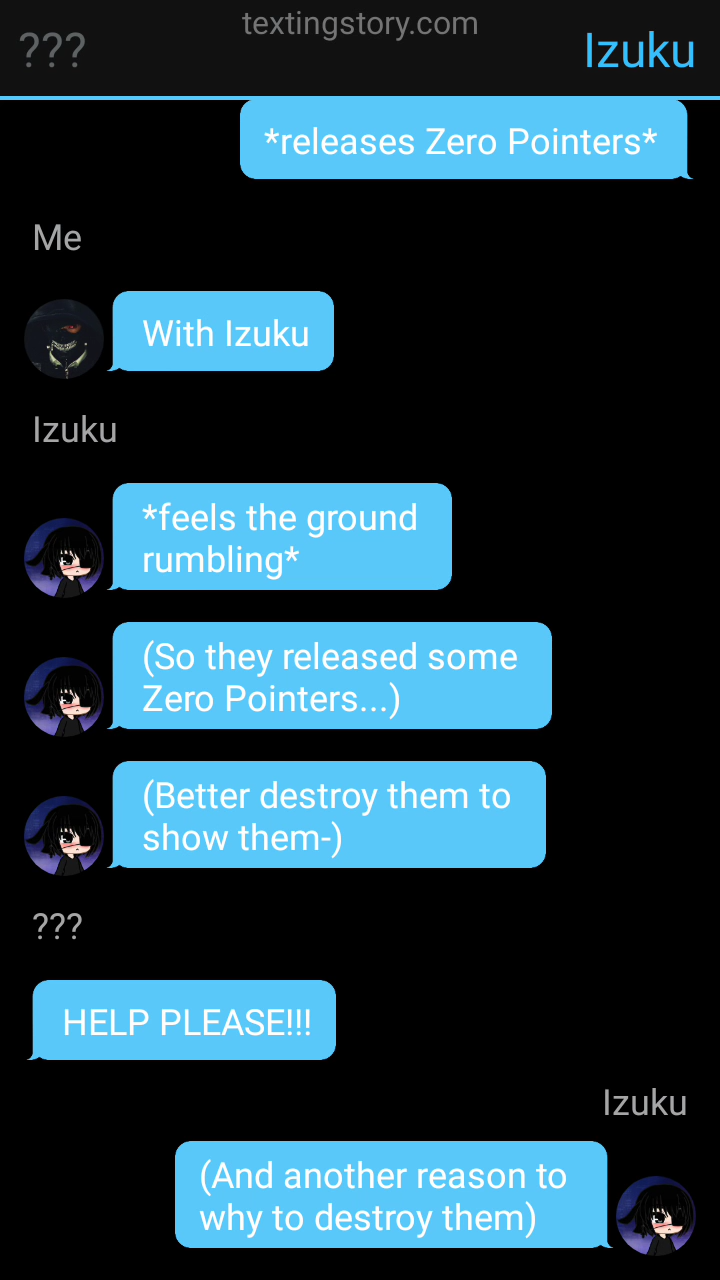 textingstory.com
???
Izuku
*releases Zero Pointers*
Me
With Izuku
Izuku
*feels the ground
rumbling*
(So they released some
Zero Pointers...)
(Better destroy them to
show them-)
???
HELP PLEASE!!!
Izuku
(And another reason to
why to destroy them)